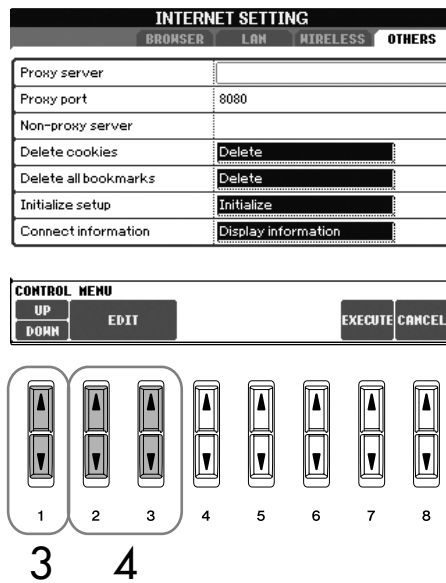 INTERNET SETTING
BROWSER LAN WIRELESS OTHERS
Proxy server
Proxy port 8080
Non-proxy server
Delete cookies Delete
Delete all bookmarks Delete
Initialize setup Initialize
Connect information Display information
CONTROL MENU
UP
DOWN
EDIT
EXECUTE
CANCEL
1 2 3 4 5 6 7 8
3 4